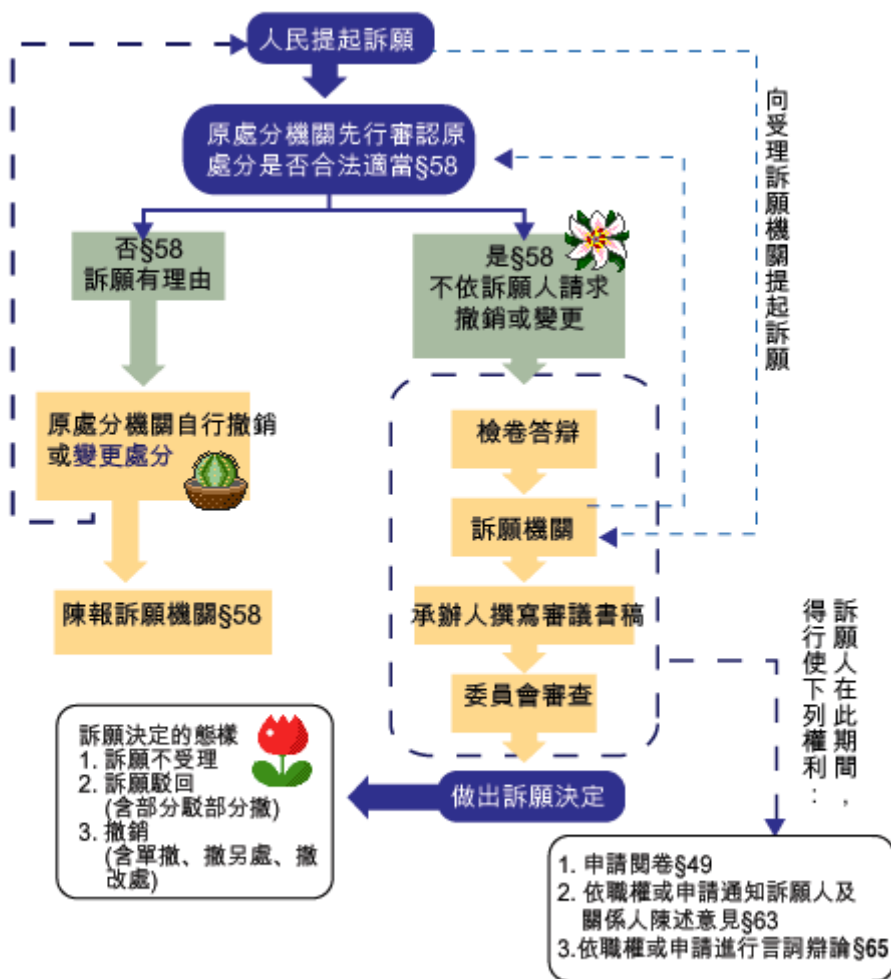 人民提起訴願
原處分機關先行審認原
處分是否合法適當§58
向受理訴願機關提起訴願
否§58
訴願有理由
是§58
不依訴願人請求
撤銷或變更
原處分機關自行撤銷
或變更處分
陳報訴願機關§58
檢卷答辯
訴願機關
承辦人撰寫審議書稿
委員會審查
做出訴願決定
訴願人在此期間，
得行使下列權利：
訴願決定的態樣
1. 訴願不受理
2. 訴願駁回
(含部分駁部分撤)
3. 撤銷
(含單撤、撤另處、撤
改處)
1. 申請閱卷§49
2. 依職權或申請通知訴願人及
關係人陳述意見§63
3.依職權或申請進行言詞辯論§65